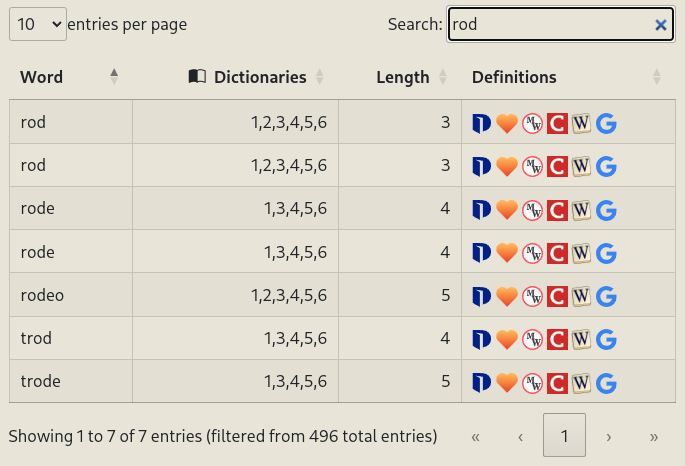 10 entries per page Search: rod
Word Dictionaries Length Definitions
rod 1,2,3,4,5,6 3 M W C W G
rod 1,2,3,4,5,6 3 M W C W G
rode 1,3,4,5,6 4 M W C W G
rode 1,3,4,5,6 4 M W C W G
rodeo 1,2,3,4,5,6 5 M W C W G
trod 1,3,4,5,6 4 M W C W G
trode 1,3,4,5,6 5 M W C W G
Showing 1 to 7 of 7 entries (filtered from 496 total entries) « ‹ 1 › »